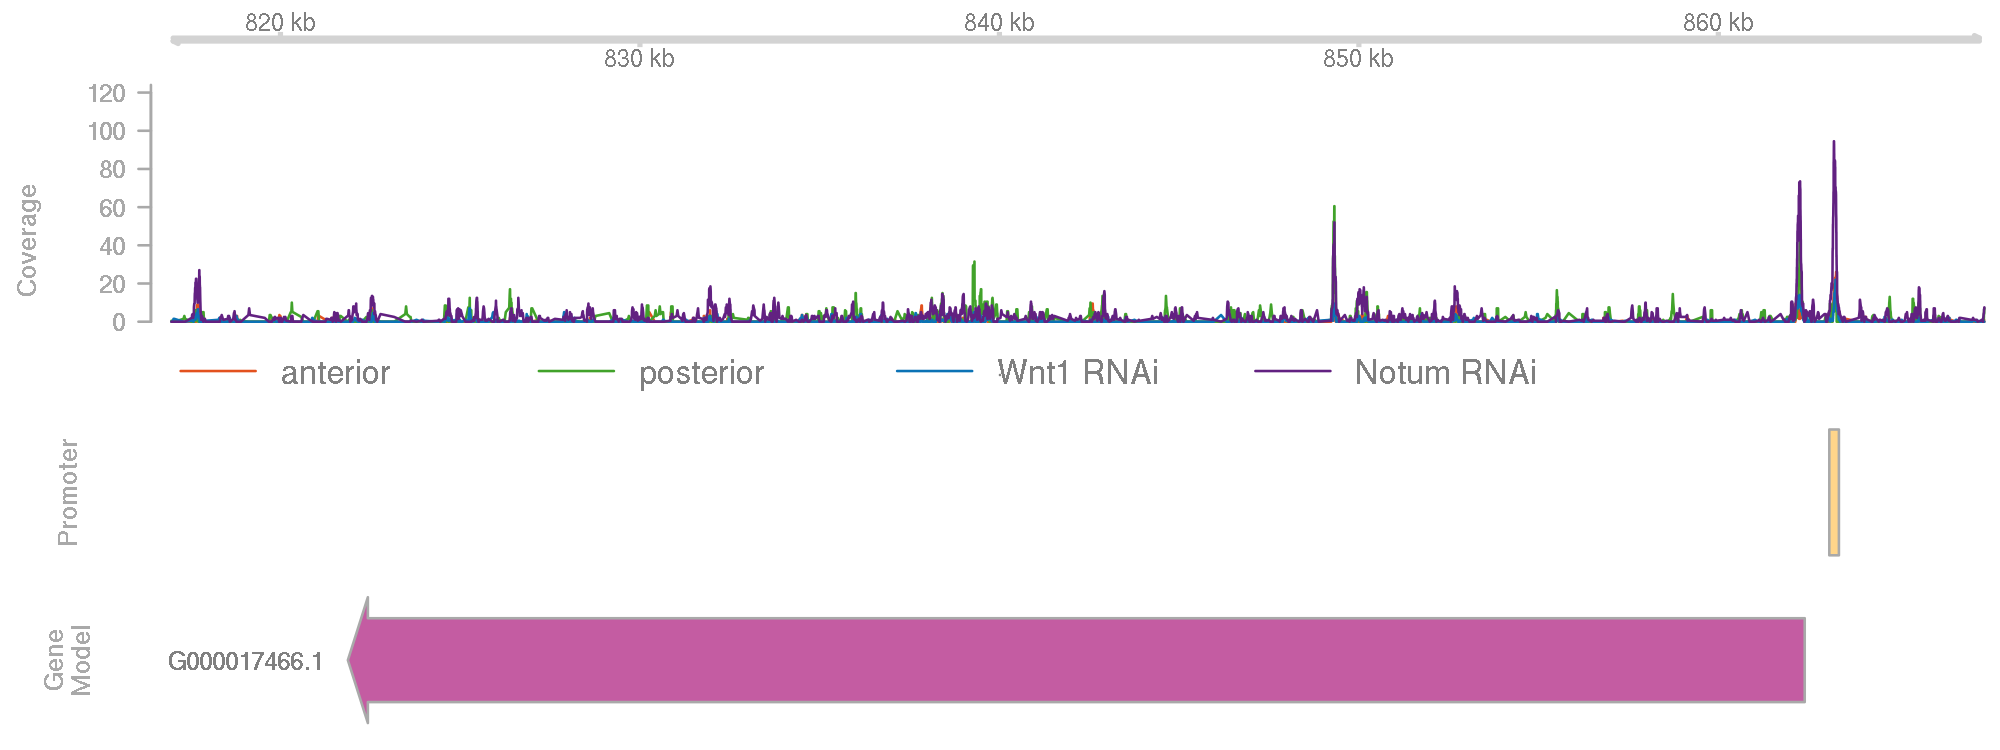 820 kb
840 kb
860 kb
830 kb
850 kb
120
100
80
60
40
20
0
Coverage
anterior
posterior
Wnt1 RNAi
Notum RNAi
Promoter
Gene
Model
G000017466.1